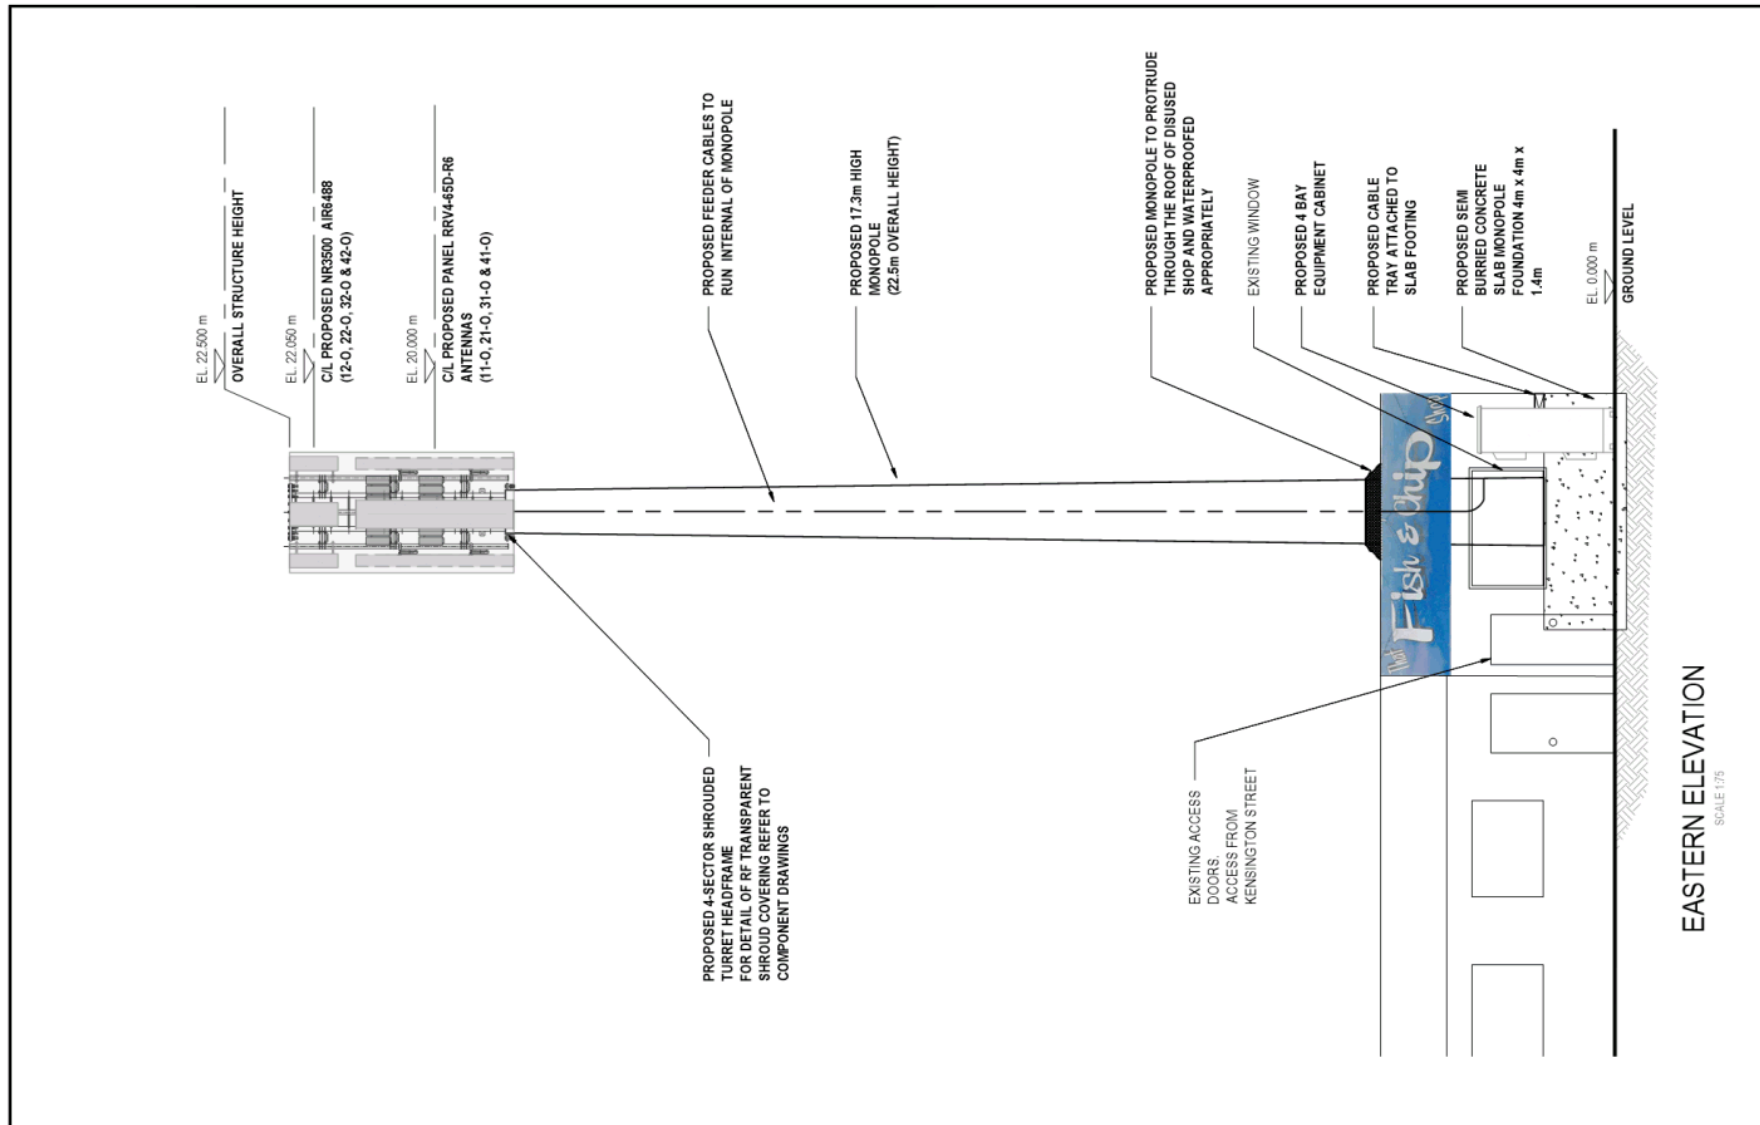 EL. 22.500 m
OVERALL STRUCTURE HEIGHT
EL. 22.050 m
C/L PROPOSED NR3500 AIR6488
(12-O, 22-O, 32-O & 42-O)
EL. 20.000 m
C/L PROPOSED PANEL RRV4-65D-R6
ANTENNAS
(11-O, 21-O, 31-O & 41-O)
PROPOSED FEEDER CABLES TO
RUN INTERNAL OF MONOPOLE
PROPOSED 17.3m HIGH
MONOPOLE
(22.5m OVERALL HEIGHT)
PROPOSED MONOPOLE TO PROTRUDE
THROUGH THE ROOF OF DISUSED
SHOP AND WATERPROOFED
APPROPRIATELY
EXISTING WINDOW
PROPOSED 4 BAY
EQUIPMENT CABINET
PROPOSED CABLE
TRAY ATTACHED TO
SLAB FOOTING
PROPOSED SEMI
BURRIED CONCRETE
SLAB MONOPOLE
FOUNDATION 4m x 4m x
1.4m
EL. 0.000 m
GROUND LEVEL
PROPOSED 4-SECTOR SHROUDED
TURRET HEADFRAME
FOR DETAIL OF RF TRANSPARENT
SHROUD COVERING REFER TO
COMPONENT DRAWINGS
That Fish & Chip Shop
EXISTING ACCESS
DOORS.
ACCESS FROM
KENSINGTON STREET
EASTERN ELEVATION
SCALE 1:75